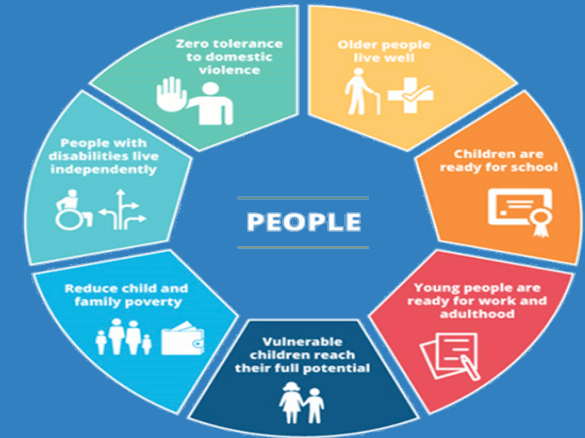 Zero tolerance
to domestic
violence
Older people
live well
Children are
ready for school
Young people are
ready for work and
adulthood
Vulnerable
children reach
their full potential
Reduce child and
family poverty
People with
disabilities live
independently
PEOPLE